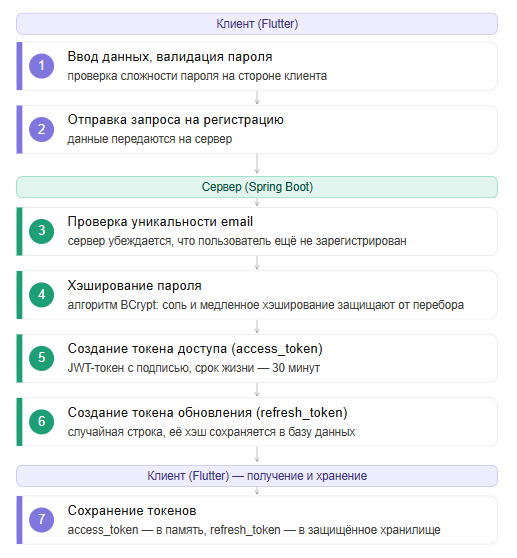 Клиент (Flutter)
1
Ввод данных, валидация пароля
проверка сложности пароля на стороне клиента
2
Отправка запроса на регистрацию
данные передаются на сервер
Сервер (Spring Boot)
3
Проверка уникальности email
сервер убеждается, что пользователь ещё не зарегистрирован
4
Хэширование пароля
алгоритм BCrypt: соль и медленное хэширование защищают от перебора
5
Создание токена доступа (access_token)
JWT-токен с подписью, срок жизни — 30 минут
6
Создание токена обновления (refresh_token)
случайная строка, её хэш сохраняется в базу данных
Клиент (Flutter) — получение и хранение
7
Сохранение токенов
access_token — в память, refresh_token — в защищённое хранилище